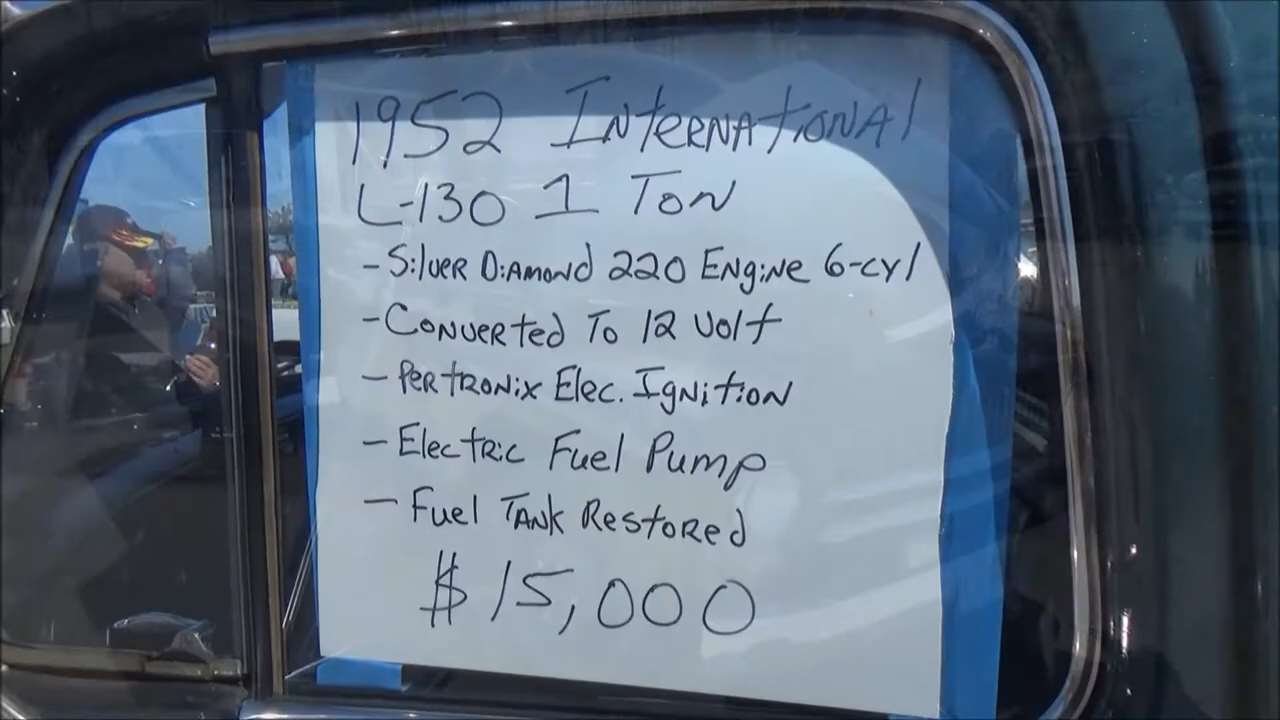 1952 International
L-130 1 Ton
- Silver Diamond 220 Engine 6-cyl
- Converted To 12 Volt
- Pertronix Elec. Ignition
- Electric Fuel Pump
- Fuel Tank Restored
$15,000